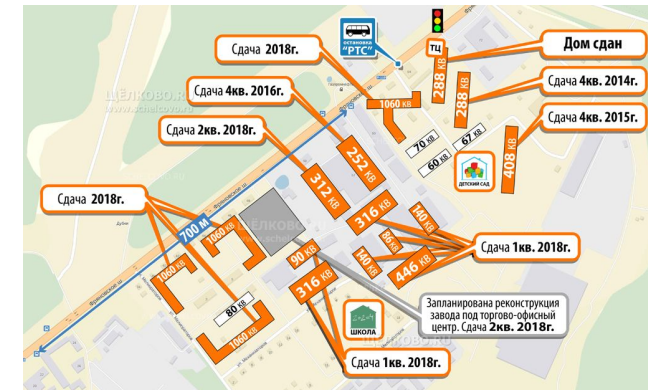 ОСТАНОВКА
"РТС"
ТЦ
Дом сдан
288 КВ
Сдача 2018г.
1060 КВ
288 КВ
Сдача 4кв. 2014г.
ЩЁЛКОВО.RU
www.schelcovo.ru
Сдача 4кв. 2016г.
Сдача 4кв. 2015г.
Сдача 2кв. 2018г.
252 КВ
70 КВ
67 КВ
60 КВ
408 КВ
ДЕТСКИЙ САД
312 КВ
Сдача 2018г.
316 КВ
140 КВ
700 М
1060 КВ
86 КВ
Сдача 1кв. 2018г.
90 КВ
140 КВ
446 КВ
1060 КВ
316 КВ
80 КВ
1060 КВ
Запланирована реконструкция
завода под торгово-офисный
центр. Сдача 2кв. 2018г.
ШКОЛА
Сдача 1кв. 2018г.
Фряновское ш.